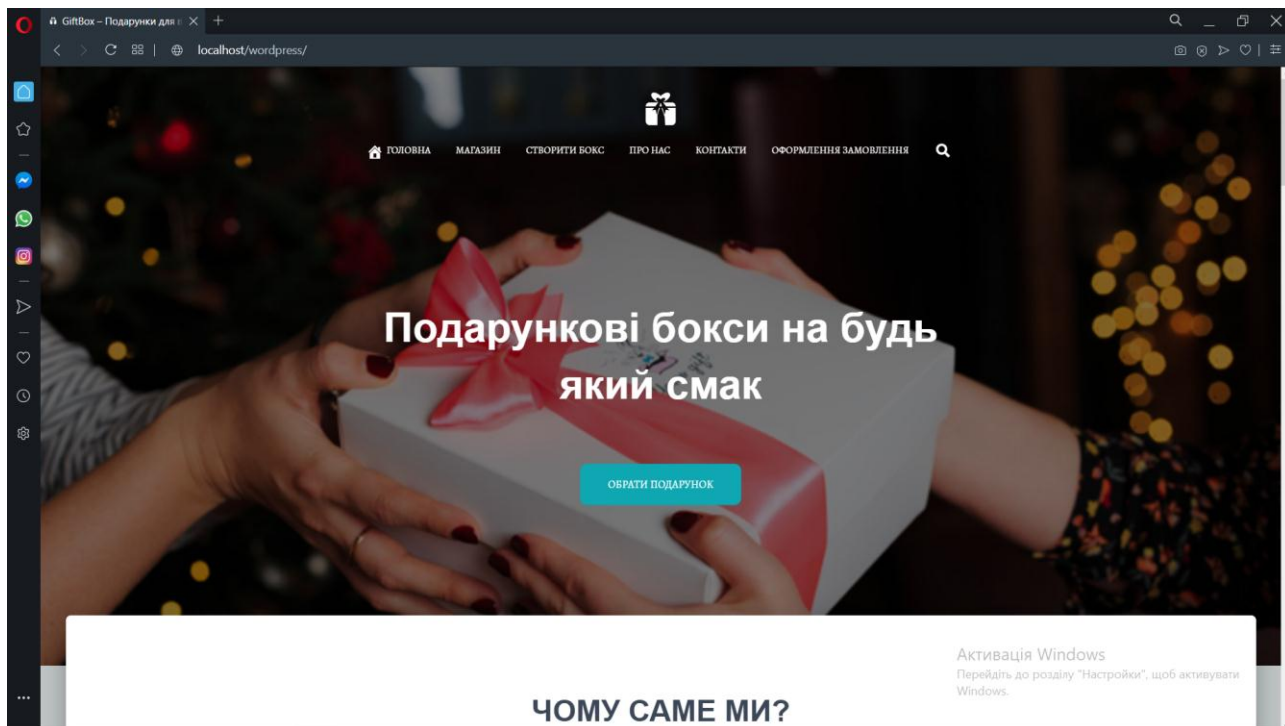 GiftBox – Подарунки для
localhost/wordpress/
ГОЛОВНА МАГАЗИН СТВОРИТИ БОКС ПРО НАС КОНТАКТИ ОФОРМЛЕННЯ ЗАМОВЛЕННЯ
Подарункові бокси на будь
який смак
ОБРАТИ ПОДАРУНОК
Активація Windows
Перейдіть до розділу "Настройки", щоб активувати
Windows.
ЧОМУ САМЕ МИ?